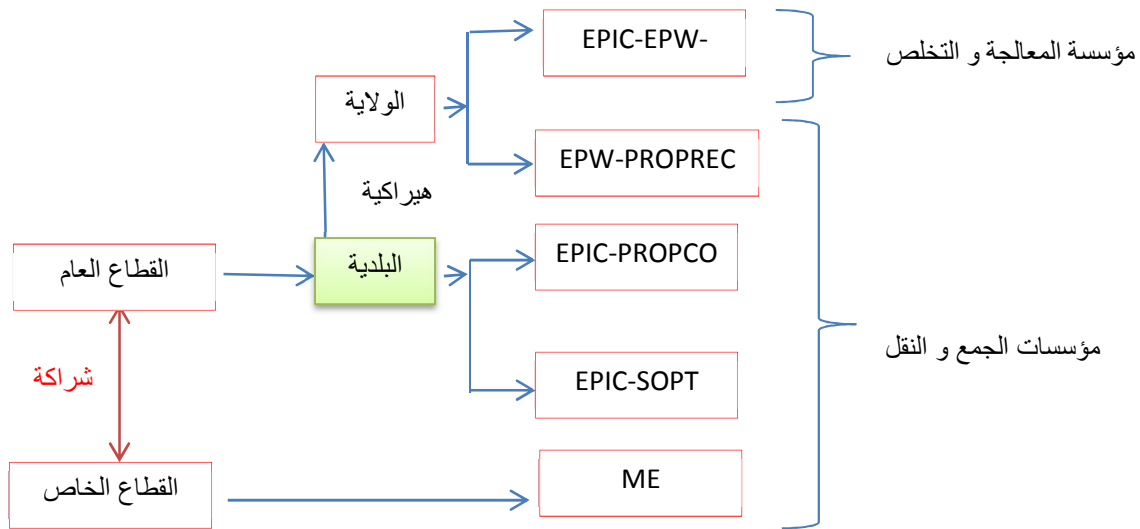 EPIC-EPW-
مؤسسة المعالجة و التخلص
الولاية
EPW-PROPREC
هيراكية
البلدية
EPIC-PROPCO
القطاع العام
مؤسسات الجمع و النقل
شراكة
EPIC-SOPT
ME
القطاع الخاص